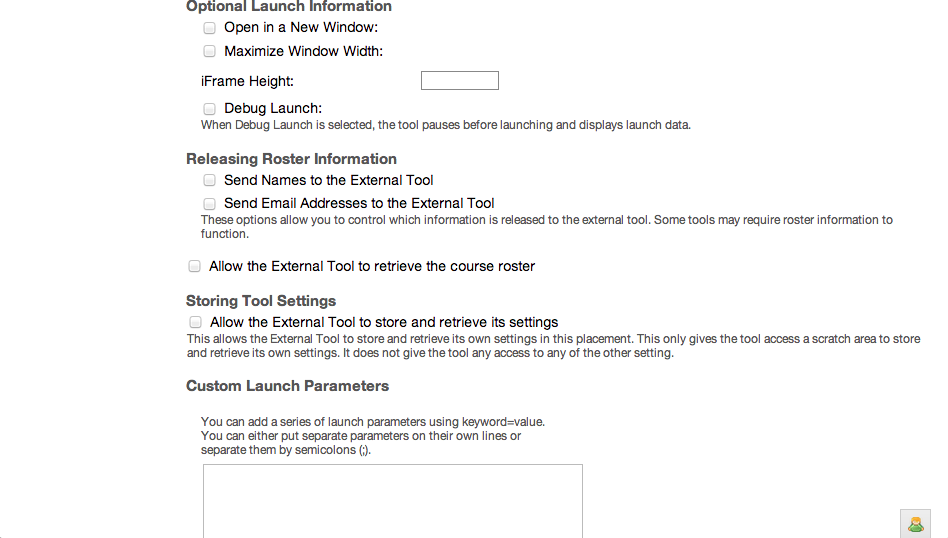 Optional Launch Information
Open in a New Window:
Maximize Window Width:
iFrame Height:
Debug Launch:
When Debug Launch is selected, the tool pauses before launching and displays launch data.
Releasing Roster Information
Send Names to the External Tool
Send Email Addresses to the External Tool
These options allow you to control which information is released to the external tool. Some tools may require roster information to
function.
Allow the External Tool to retrieve the course roster
Storing Tool Settings
Allow the External Tool to store and retrieve its settings
This allows the External Tool to store and retrieve its own settings in this placement. This only gives the tool access a scratch area to store
and retrieve its own settings. It does not give the tool any access to any of the other setting.
Custom Launch Parameters
You can add a series of launch parameters using keyword=value.
You can either put separate parameters on their own lines or
separate them by semicolons (;).